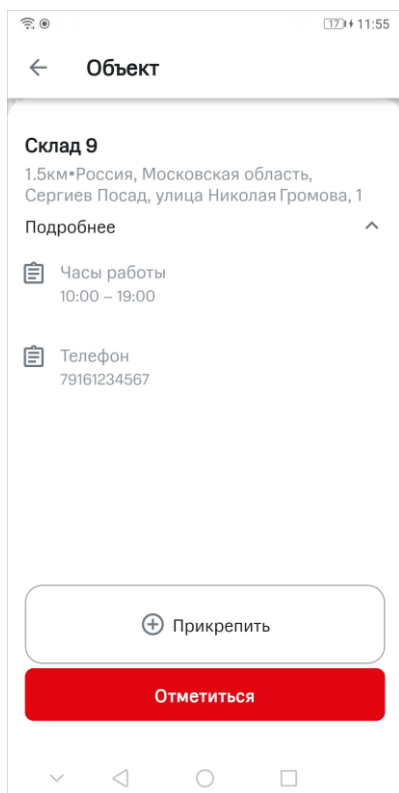 17 11:55
Объект
Склад 9
1.5км•Россия, Московская область,
Сергиев Посад, улица Николая Громова, 1
Подробнее
Часы работы
10:00 – 19:00
Телефон
79161234567
Прикрепить
Отметиться